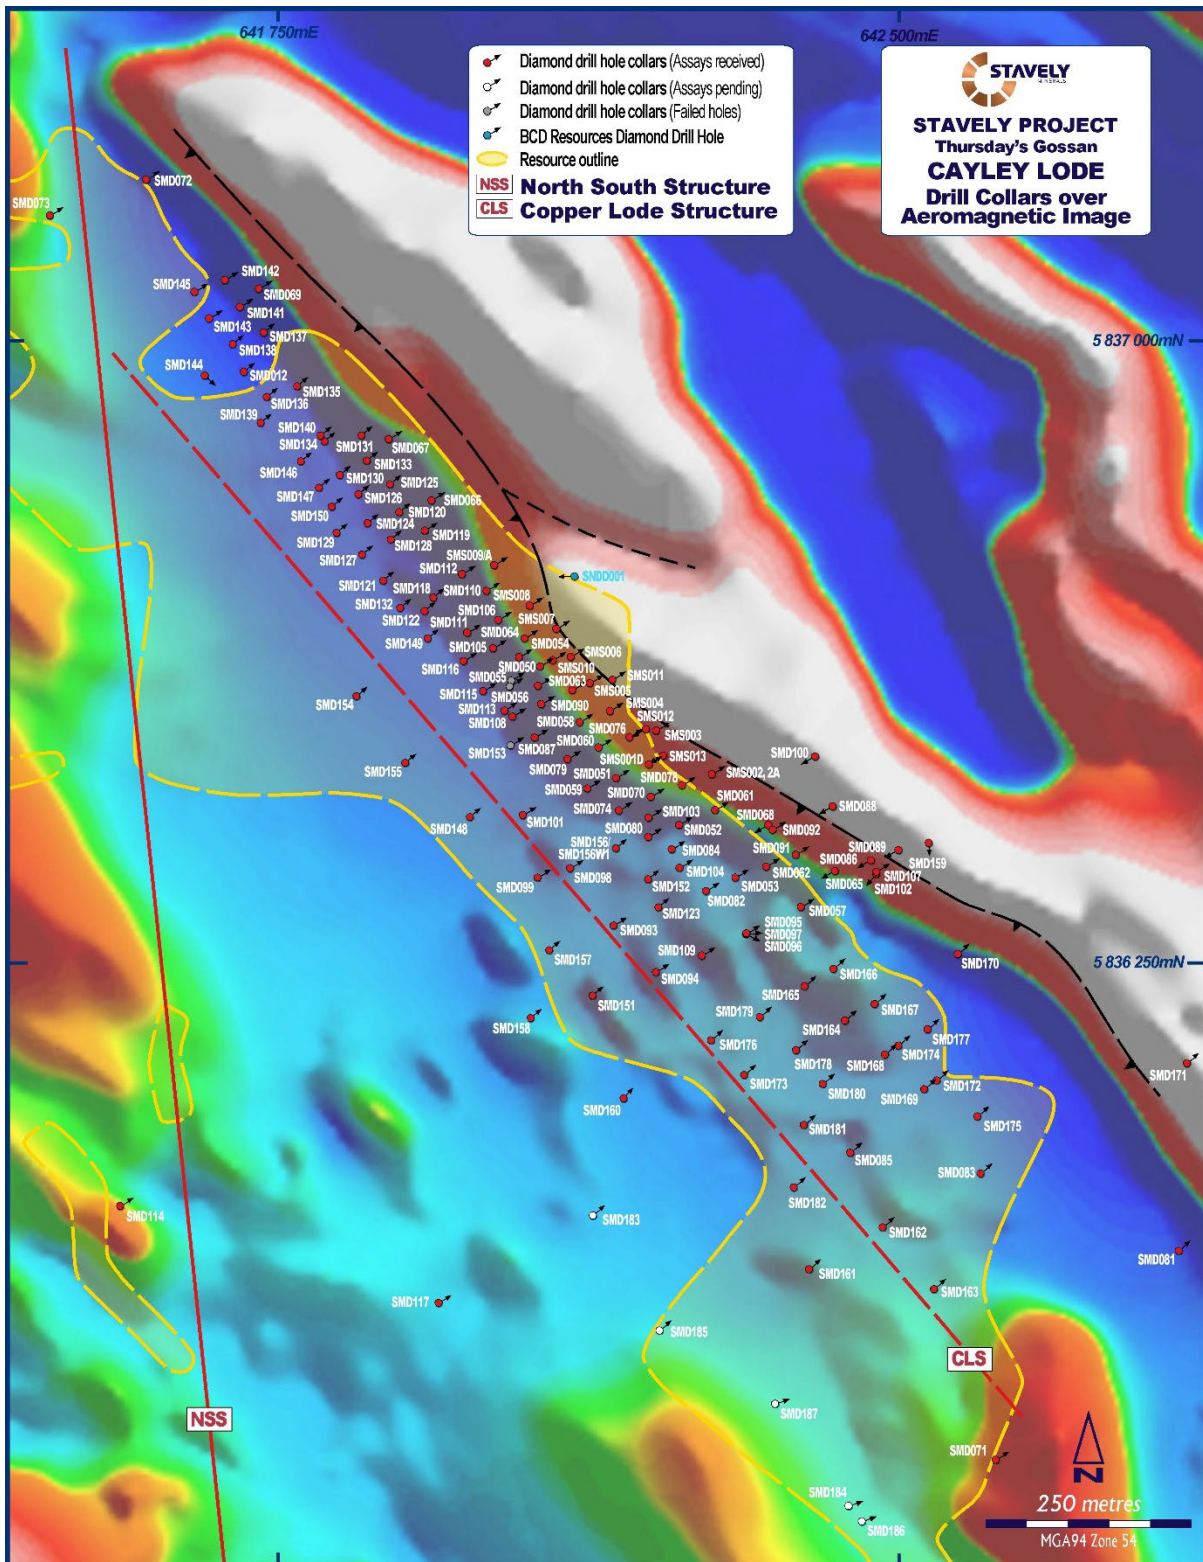 641 750mE
642 500mE
Diamond drill hole collars (Assays received)
Diamond drill hole collars (Assays pending)
Diamond drill hole collars (Failed holes)
BCD Resources Diamond Drill Hole
Resource outline
NSS North South Structure
CLS Copper Lode Structure
STAVELY
MINERALS
STAVELY PROJECT
Thursday's Gossan
CAYLEY LODE
Drill Collars over
Aeromagnetic Image
SMD072
SMD073
SMD142
SMD145
SMD069
SMD141
SMD143
SMD137
5 837 000mN
SMD138
SMD144
SMD012
SMD135
SMD136
SMD139
SMD140
SMD134
SMD131
SMD067
SMD133
SMD146
SMD130
SMD125
SMD147
SMD126
SMD066
SMD150
SMD120
SMD124
SMD119
SMD129
SMD128
SMD127
SMS009/A
SMD112
SNDD001
SMD121
SMD118
SMD110
SMS008
SMD132
SMD106
SMD122
SMD111
SMS007
SMD064
SMD149
SMD105
SMD054
SMD116
SMD050
SMS006
SMS010
SMD055
SMD063
SMS011
SMD115
SMD056
SMS005
SMD154
SMD090
SMS004
SMD113
SMD108
SMD058
SMD076
SMS012
SMD153
SMD087
SMD060
SMS003
SMD155
SMD079
SMS001D
SMS013
SMD100
SMD051
SMD078
SMS002, 2A
SMD059
SMD070
SMD061
SMD148
SMD101
SMD074
SMD103
SMD068
SMD088
SMD080
SMD052
SMD092
SMD156/
SMD156W1
SMD084
SMD091
SMD089
SMD159
SMD086
SMD099
SMD098
SMD104
SMD062
SMD065
SMD107
SMD152
SMD053
SMD102
SMD082
SMD123
SMD057
SMD093
SMD095
SMD097
SMD096
SMD157
SMD109
SMD170
5 836 250mN
SMD094
SMD166
SMD165
SMD151
SMD167
SMD158
SMD179
SMD164
SMD177
SMD176
SMD174
SMD178
SMD168
SMD171
SMD173
SMD172
SMD180
SMD169
SMD160
SMD175
SMD181
SMD085
SMD083
SMD182
SMD114
SMD183
SMD162
SMD081
SMD161
SMD163
SMD117
SMD185
CLS
NSS
SMD187
SMD071
SMD184
SMD186
N
250 metres
MGA94 Zone 54